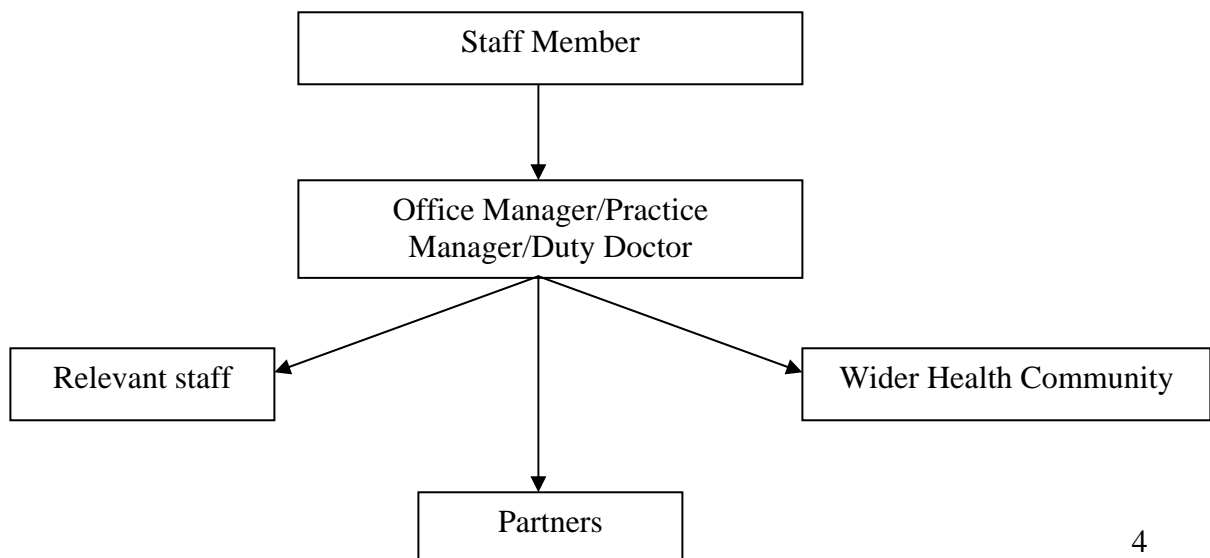 Staff Member
Office Manager/Practice
Manager/Duty Doctor
Relevant staff
Wider Health Community
Partners
4